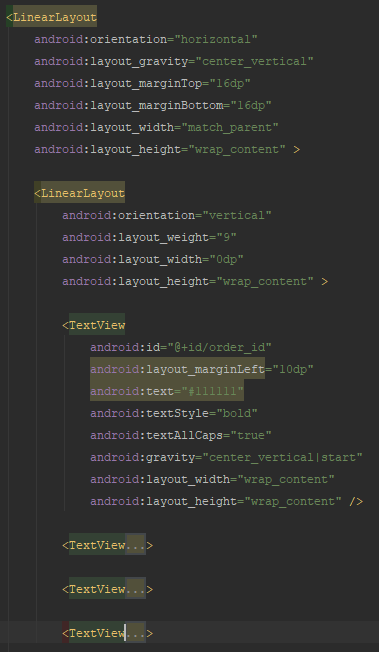 <LinearLayout
android:orientation="horizontal"
android:layout_gravity="center_vertical"
android:layout_marginTop="16dp"
android:layout_marginBottom="16dp"
android:layout_width="match_parent"
android:layout_height="wrap_content" >
<LinearLayout
android:orientation="vertical"
android:layout_weight="9"
android:layout_width="0dp"
android:layout_height="wrap_content" >
<TextView
android:id="@+id/order_id"
android:layout_marginLeft="10dp"
android:text="#111111"
android:textStyle="bold"
android:textAllCaps="true"
android:gravity="center_vertical|start"
android:layout_width="wrap_content"
android:layout_height="wrap_content" />
<TextView...>
<TextView...>
<TextView...>